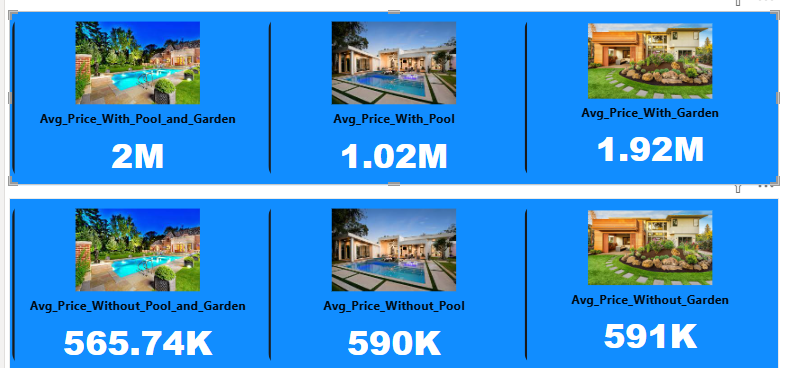 Avg_Price_With_Pool_and_Garden
2M
Avg_Price_With_Pool
1.02M
Avg_Price_With_Garden
1.92M
Avg_Price_Without_Pool_and_Garden
565.74K
Avg_Price_Without_Pool
590K
Avg_Price_Without_Garden
591K